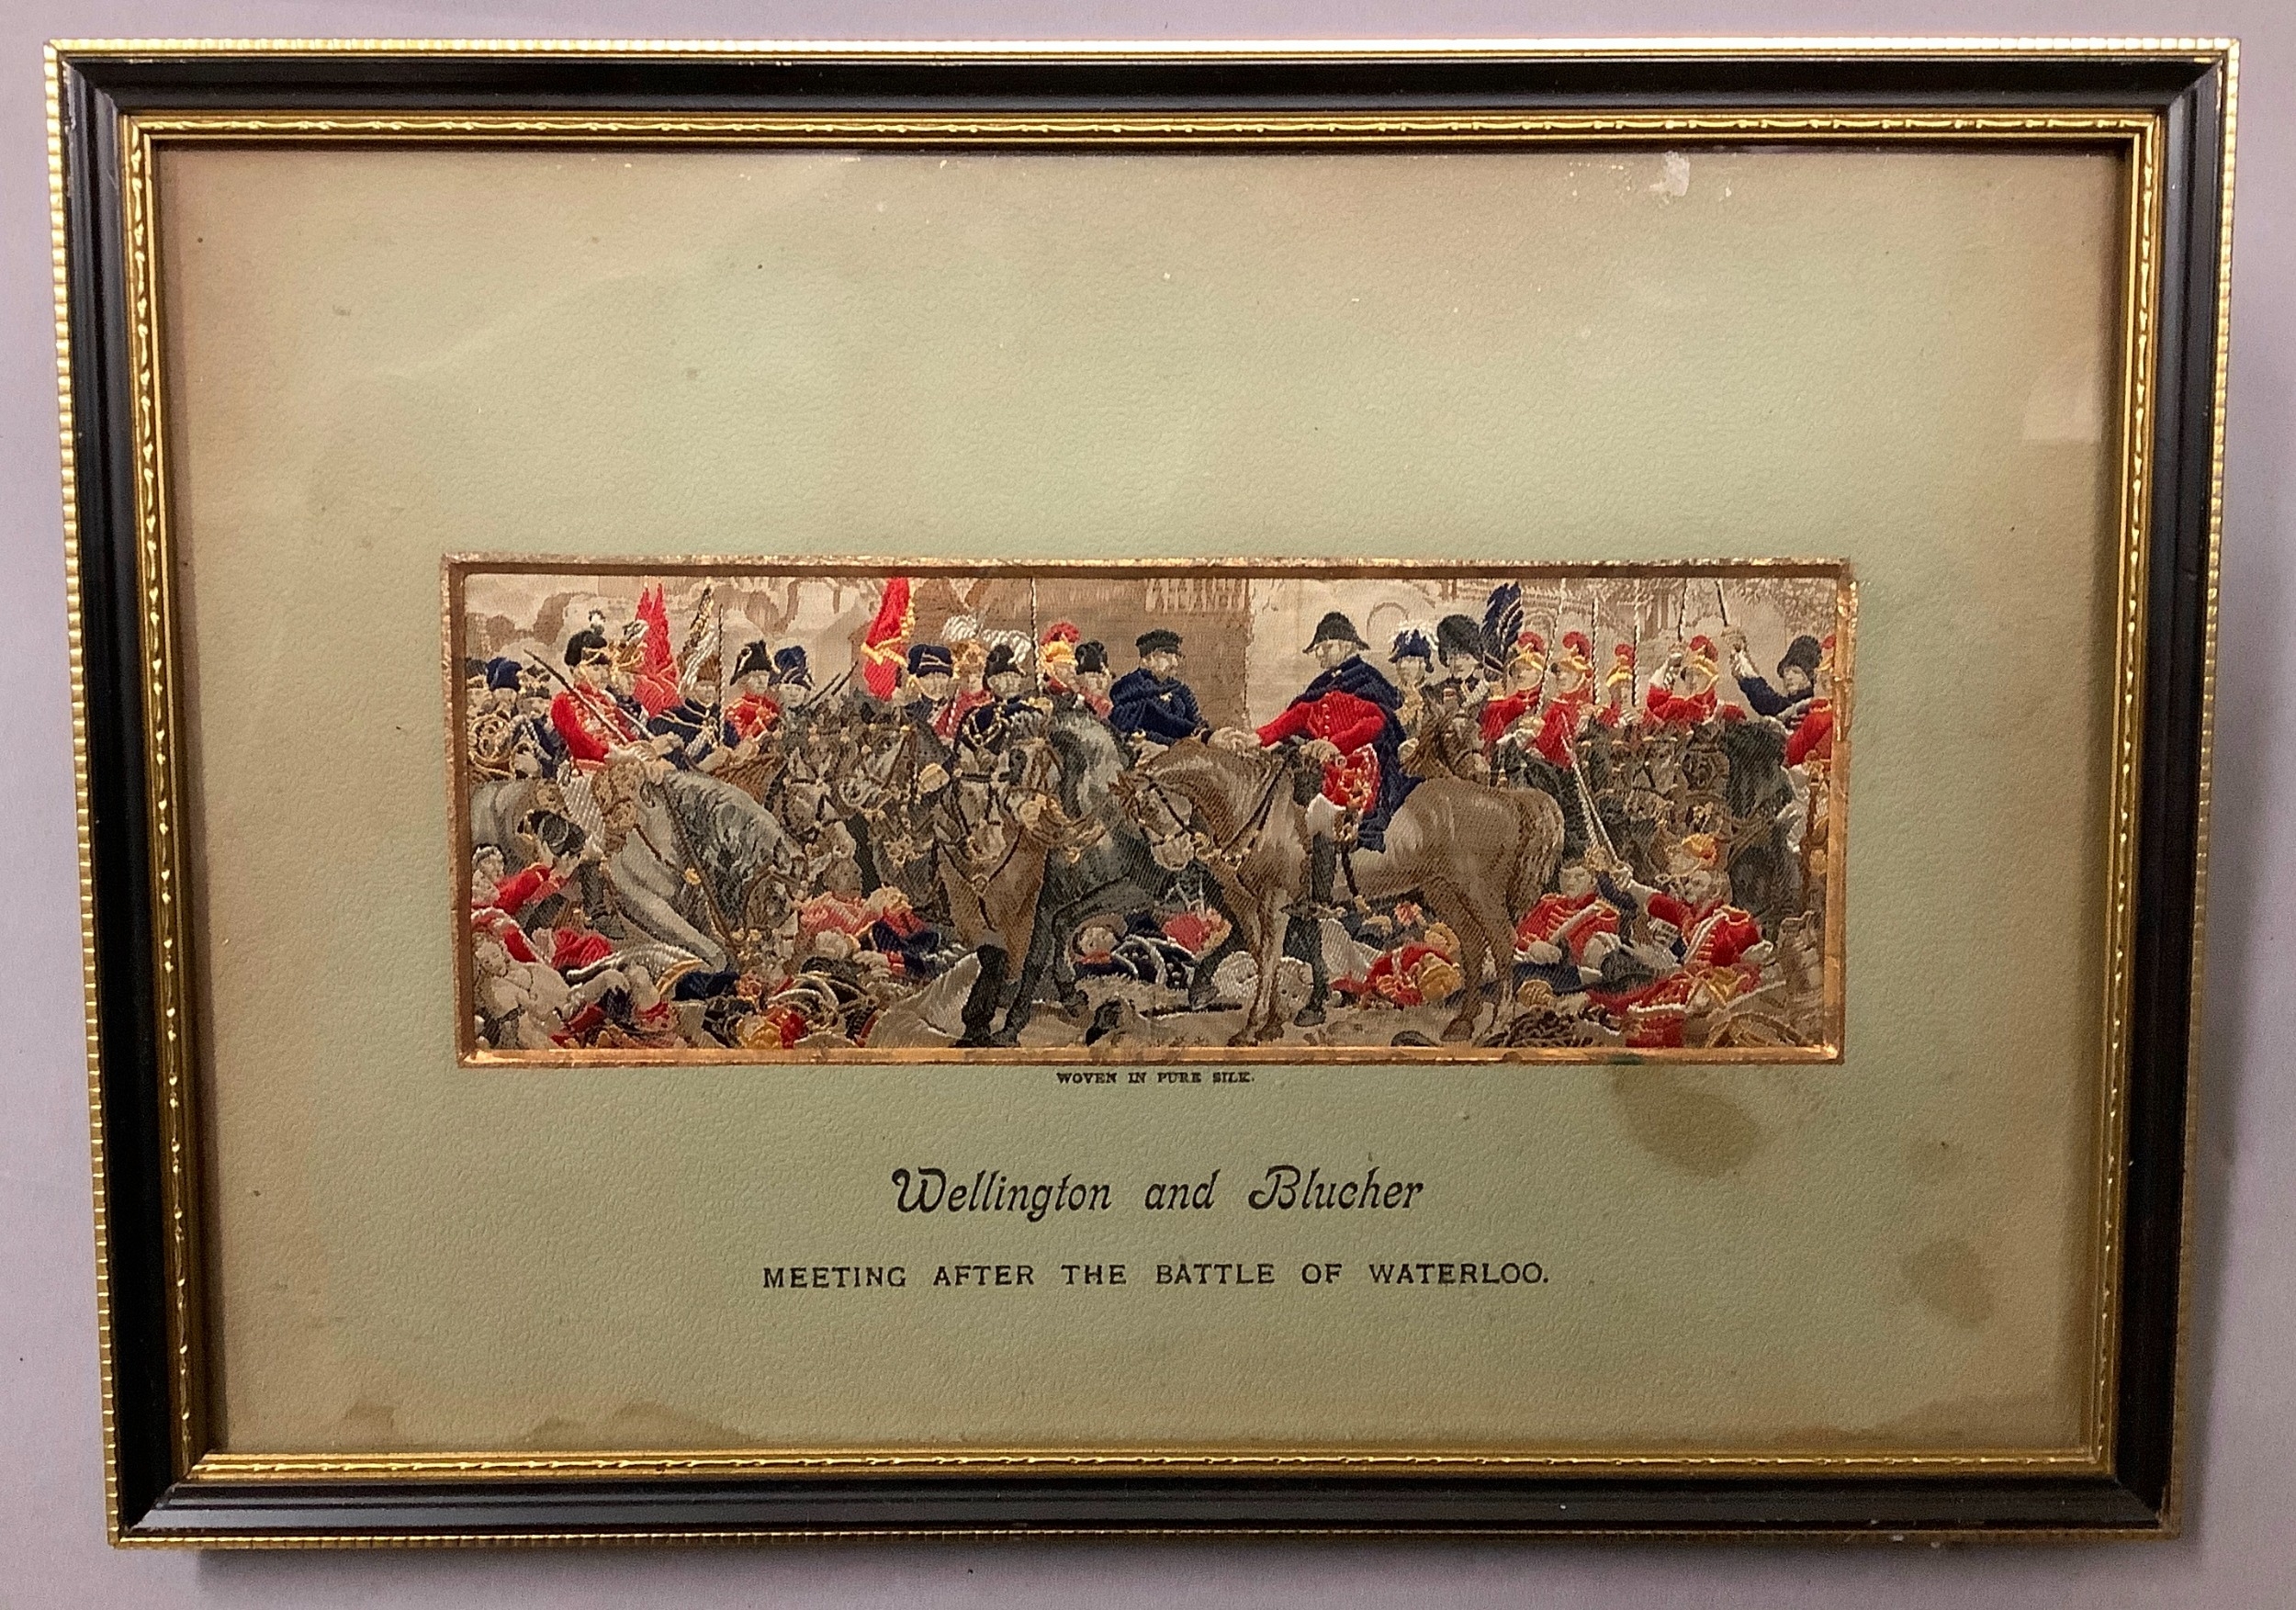 WOVEN IN PURE SILK.
Wellington and Blucher
MEETING AFTER THE BATTLE OF WATERLOO.